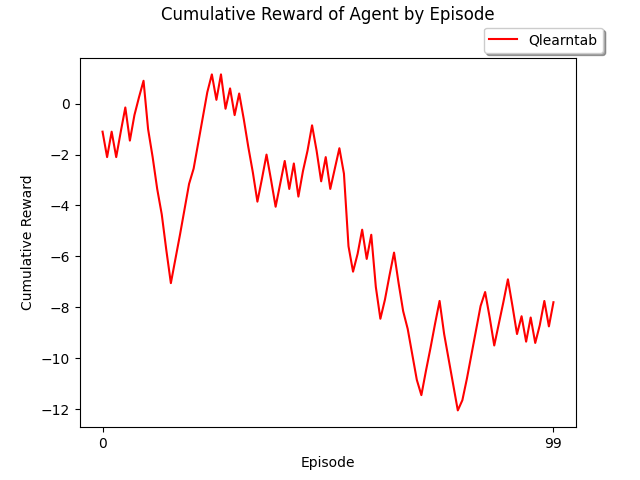 Cumulative Reward of Agent by Episode
Qlearntab
0
−2
−4
−6
−8
−10
−12
Cumulative Reward
0
99
Episode